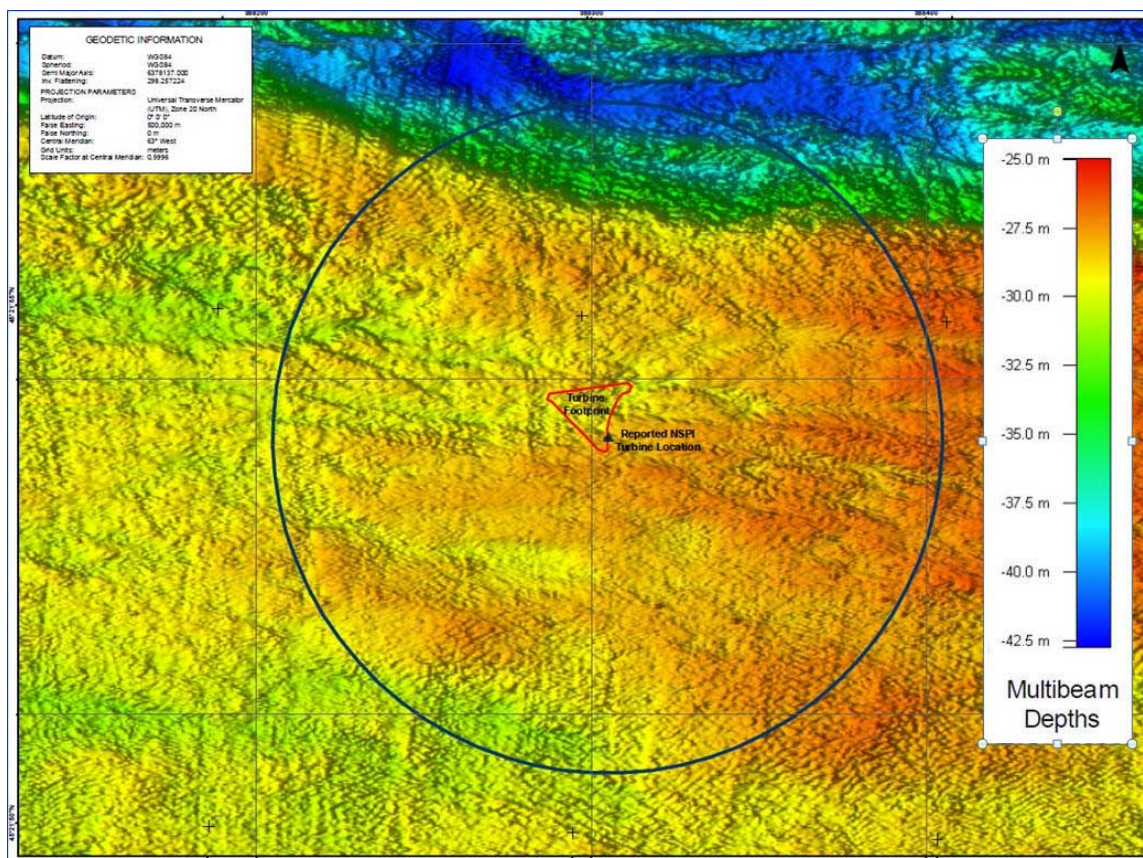 388200 388300 388400
GEODETIC INFORMATION
Datum: WGS84
Spheroid: WGS84
Semi Major Axis: 6378137.000
Inv. Flattening: 298.257224
PROJECTION PARAMETERS
Projection: Universal Transverse Mercator
(UTM), Zone 20 North
Latitude of Origin: 0° 0' 0"
False Easting: 500,000 m
False Northing: 0 m
Central Meridian: 63° West
Grid Units: meters
Scale Factor at Central Meridian: 0.9996
-25.0 m
-27.5 m
-30.0 m
-32.5 m
-35.0 m
-37.5 m
-40.0 m
-42.5 m
Multibeam
Depths
Turbine
Footprint
Reported NSPI
Turbine Location